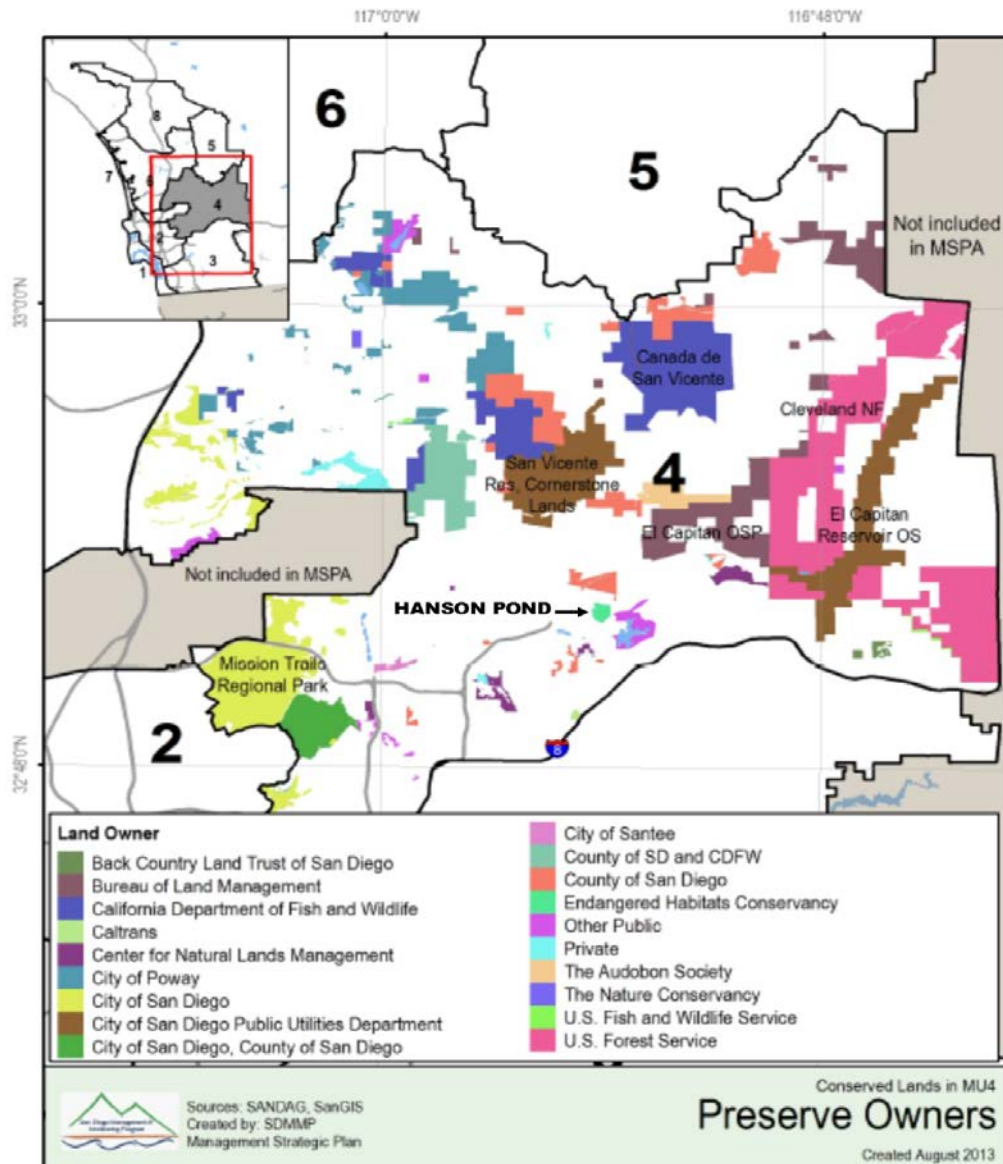 117°0'0"W
116°48'0"W
33°0'0"N
32°48'0"N
8
5
7
6
4
2
3
1
6
5
Not included
in MSPA
Canada de
San Vicente
Cleveland NF
San Vicente
Res, Cornerstone
Lands
4
El Capitan OSP
El Capitan
Reservoir OS
Not included in MSPA
HANSON POND
Mission Trails
Regional Park
2
8
Land Owner
Back Country Land Trust of San Diego
Bureau of Land Management
California Department of Fish and Wildlife
Caltrans
Center for Natural Lands Management
City of Poway
City of San Diego
City of San Diego Public Utilities Department
City of San Diego, County of San Diego
City of Santee
County of SD and CDFW
County of San Diego
Endangered Habitats Conservancy
Other Public
Private
The Audobon Society
The Nature Conservancy
U.S. Fish and Wildlife Service
U.S. Forest Service
San Diego Management &
Monitoring Program
Sources: SANDAG, SanGIS
Created by: SDMMP
Management Strategic Plan
Conserved Lands in MU4
Preserve Owners
Created August 2013